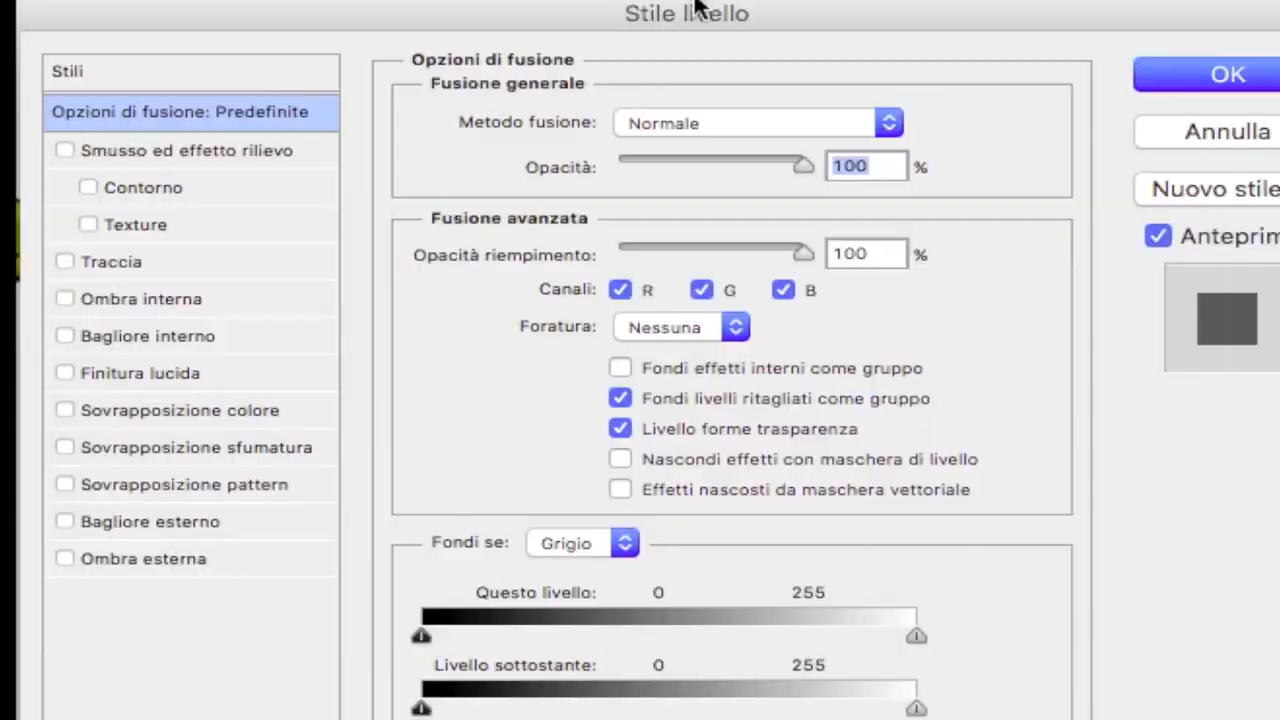 Stile livello
Stili
Opzioni di fusione: Predefinite
Smusso ed effetto rilievo
Contorno
Texture
Traccia
Ombra interna
Bagliore interno
Finitura lucida
Sovrapposizione colore
Sovrapposizione sfumatura
Sovrapposizione pattern
Bagliore esterno
Ombra esterna
Opzioni di fusione
Fusione generale
Metodo fusione: Normale
Opacità: 100 %
Fusione avanzata
Opacità riempimento: 100 %
Canali: R G B
Foratura: Nessuna
Fondi effetti interni come gruppo
Fondi livelli ritagliati come gruppo
Livello forme trasparenza
Nascondi effetti con maschera di livello
Effetti nascosti da maschera vettoriale
Fondi se: Grigio
Questo livello: 0 255
Livello sottostante: 0 255
OK
Annulla
Nuovo stile
Anteprim